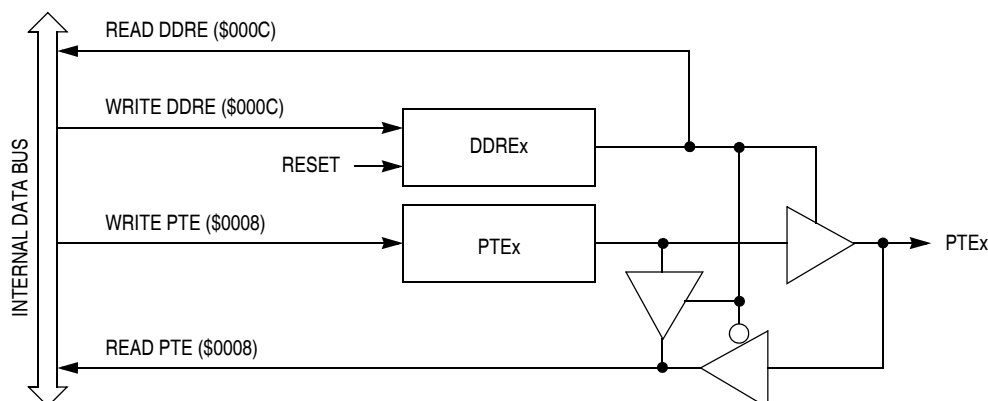 READ DDRE ($000C)
WRITE DDRE ($000C)
DDREx
RESET
WRITE PTE ($0008)
PTEx
PTEx
READ PTE ($0008)
INTERNAL DATA BUS